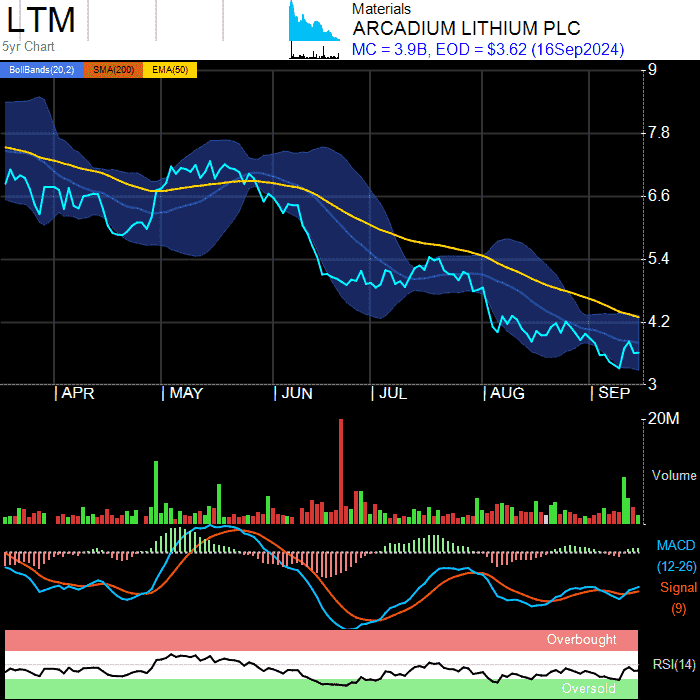 LTM
5yr Chart
Materials
ARCADIUM LITHIUM PLC
MC = 3.9B, EOD = $3.62 (16Sep2024)
BollBands(20,2) SMA(200) EMA(50)
9
7.8
6.6
5.4
4.2
3
APR MAY JUN JUL AUG SEP
20M
Volume
MACD
(12-26)
Signal
(9)
Overbought
RSI(14)
Oversold